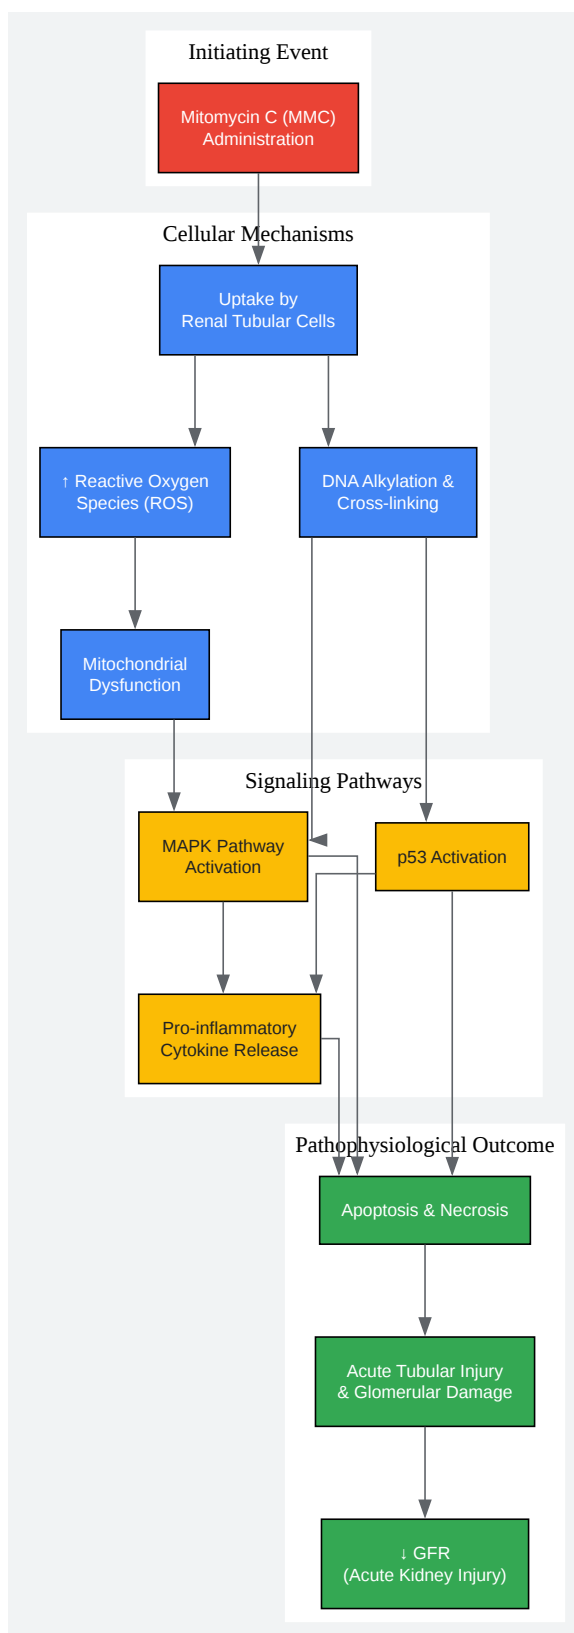 Initiating Event
Mitomycin C (MMC)
Administration
Cellular Mechanisms
Uptake by
Renal Tubular Cells
↑ Reactive Oxygen
Species (ROS)
DNA Alkylation &
Cross-linking
Mitochondrial
Dysfunction
Signaling Pathways
MAPK Pathway
Activation
p53 Activation
Pro-inflammatory
Cytokine Release
Pathophysiological Outcome
Apoptosis & Necrosis
Acute Tubular Injury
& Glomerular Damage
↓ GFR
(Acute Kidney Injury)